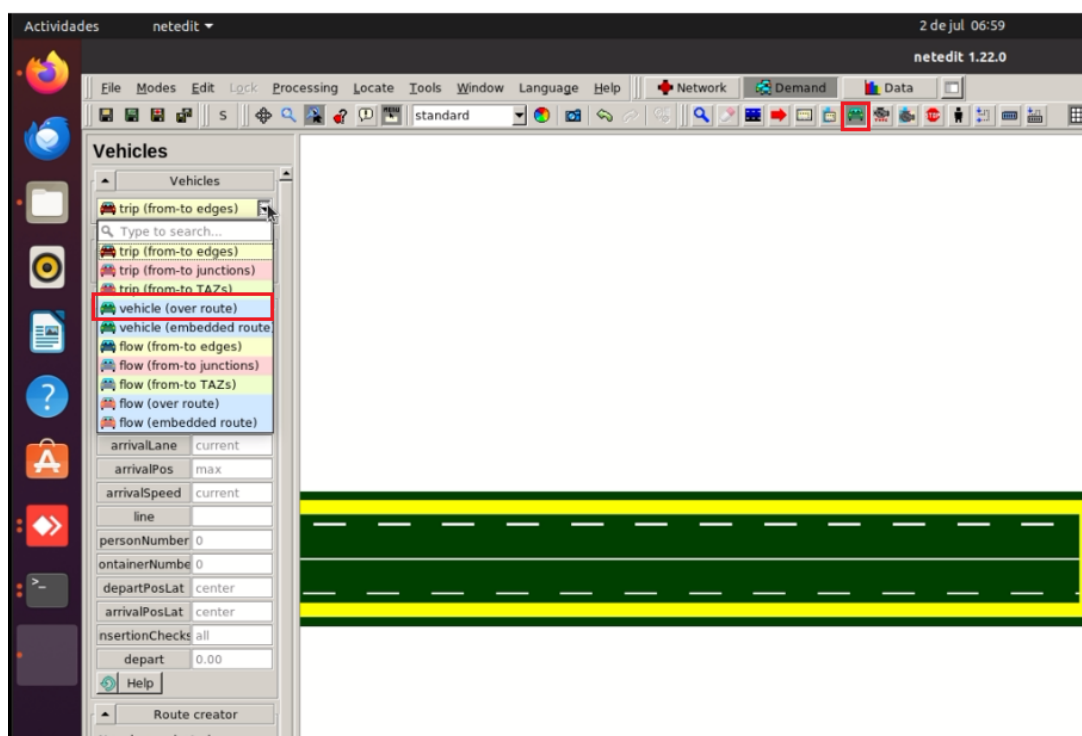 Actividades netedit 2 de jul 06:59
netedit 1.22.0
File Modes Edit Lock Processing Locate Tools Window Language Help Network Demand Data
S standard
Vehicles
Vehicles
trip (from-to edges)
Type to search...
trip (from-to edges)
trip (from-to junctions)
trip (from-to TAZs)
vehicle (over route)
vehicle (embedded route
flow (from-to edges)
flow (from-to junctions)
flow (from-to TAZs)
flow (over route)
flow (embedded route)
arrivalLane current
arrivalPos max
arrivalSpeed current
line
personNumber 0
ontainerNumbe 0
departPosLat center
arrivalPosLat center
nsertionChecks all
depart 0.00
Help
Route creator